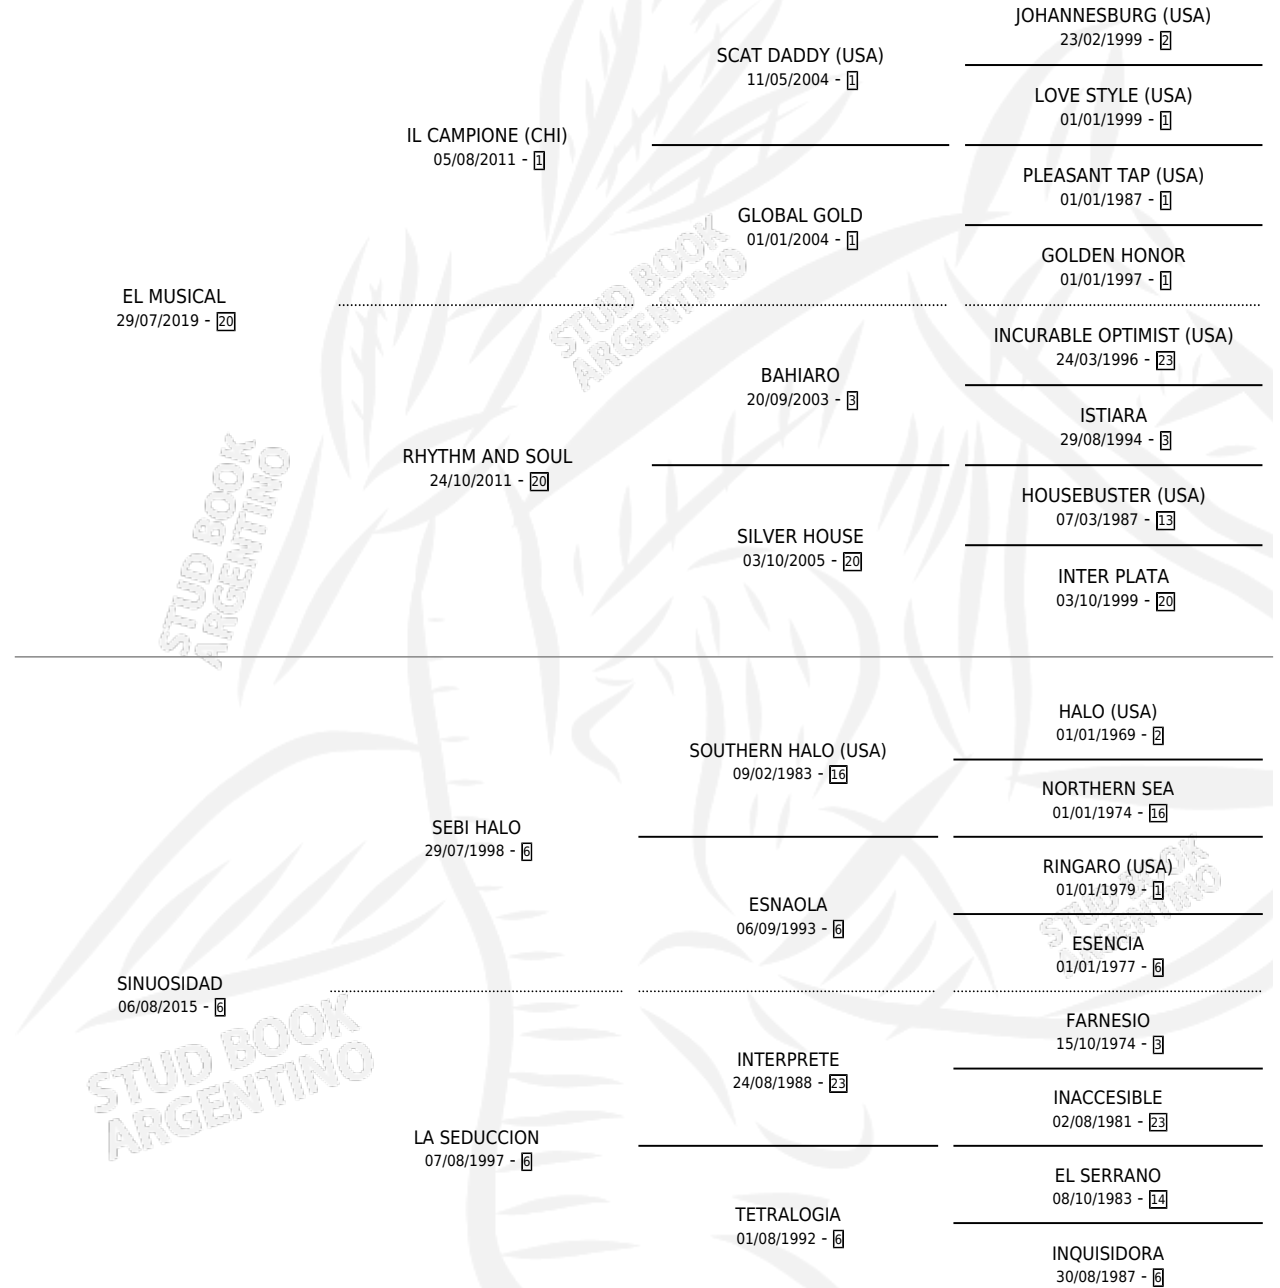 JOHANNESBURG (USA)
23/02/1999 - 2
SCAT DADDY (USA)
11/05/2004 - 1
LOVE STYLE (USA)
01/01/1999 - 1
IL CAMPIONE (CHI)
05/08/2011 - 1
PLEASANT TAP (USA)
01/01/1987 - 1
GLOBAL GOLD
01/01/2004 - 1
GOLDEN HONOR
01/01/1997 - 1
EL MUSICAL
29/07/2019 - 20
INCURABLE OPTIMIST (USA)
24/03/1996 - 23
BAHIARO
20/09/2003 - 3
ISTIARA
29/08/1994 - 3
RHYTHM AND SOUL
24/10/2011 - 20
HOUSEBUSTER (USA)
07/03/1987 - 13
SILVER HOUSE
03/10/2005 - 20
INTER PLATA
03/10/1999 - 20
HALO (USA)
01/01/1969 - 2
SOUTHERN HALO (USA)
09/02/1983 - 16
NORTHERN SEA
01/01/1974 - 16
SEBI HALO
29/07/1998 - 6
RINGARO (USA)
01/01/1979 - 1
ESNAOLA
06/09/1993 - 6
ESENCIA
01/01/1977 - 6
SINUOSIDAD
06/08/2015 - 6
FARNESIO
15/10/1974 - 3
INTERPRETE
24/08/1988 - 23
INACCESIBLE
02/08/1981 - 23
LA SEDUCCION
07/08/1997 - 6
EL SERRANO
08/10/1983 - 14
TETRALOGIA
01/08/1992 - 6
INQUISIDORA
30/08/1987 - 6
STUD BOOK
ARGENTINO
STUD BOOK
ARGENTINO
STUD BOOK
ARGENTINO
STUD BOOK
ARGENTINO